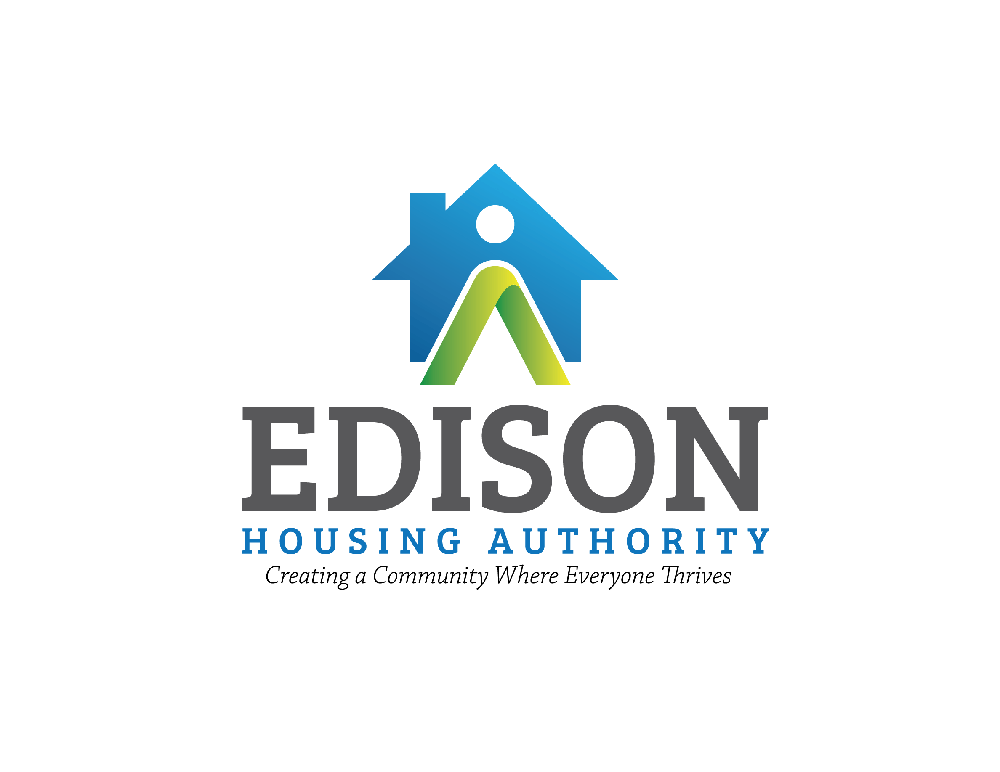 EDISON
HOUSING AUTHORITY
Creating a Community Where Everyone Thrives